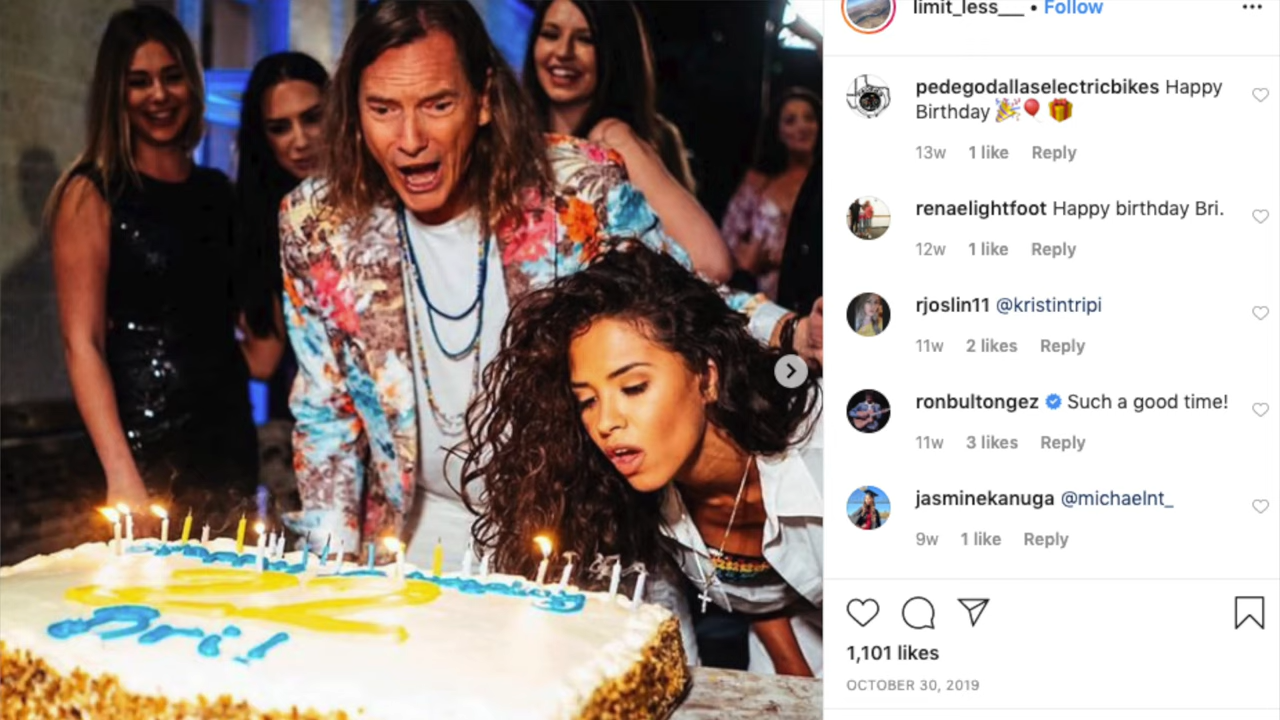 limit_less___ • Follow
pedegodallaselectricbikes Happy
Birthday 🎉🎈🎁
13w 1 like Reply
renaelightfoot Happy birthday Bri.
12w 1 like Reply
rjoslin11 @kristintripi
11w 2 likes Reply
ronbultongez Such a good time!
11w 3 likes Reply
jasminekanuga @michaelnt_
9w 1 like Reply
1,101 likes
OCTOBER 30, 2019
Bri!